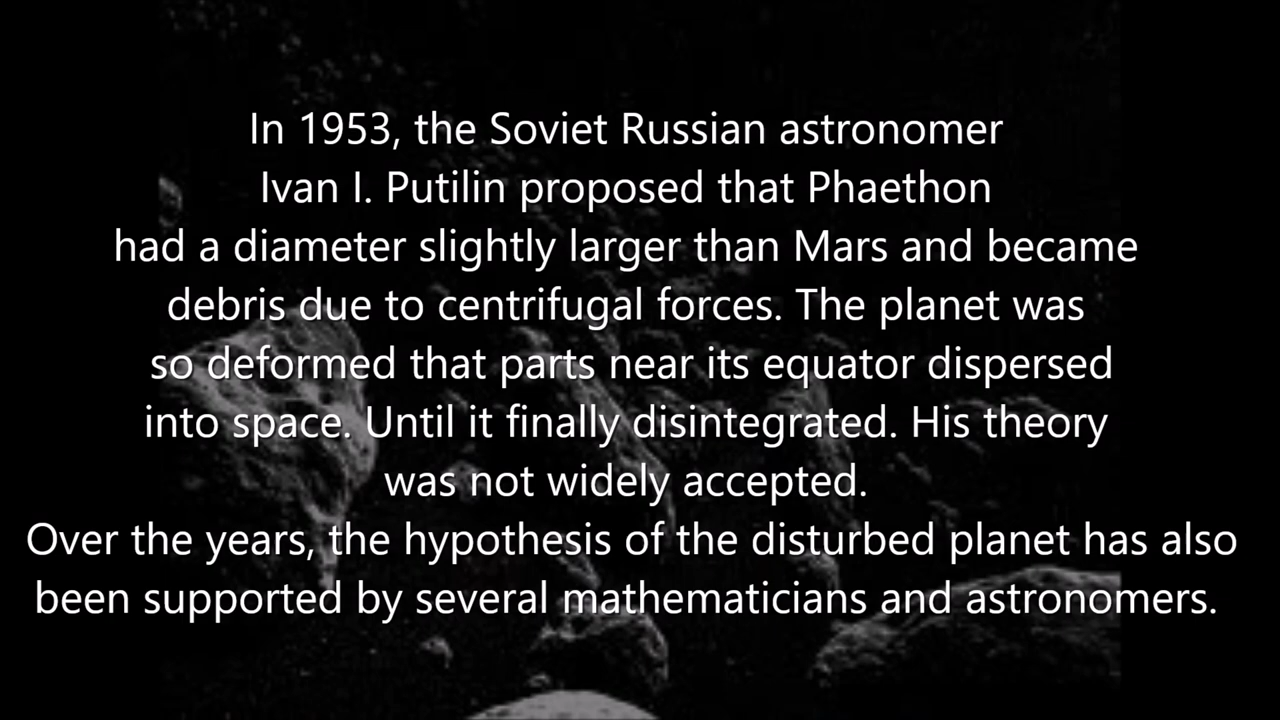 In 1953, the Soviet Russian astronomer
Ivan I. Putilin proposed that Phaethon
had a diameter slightly larger than Mars and became
debris due to centrifugal forces. The planet was
so deformed that parts near its equator dispersed
into space. Until it finally disintegrated. His theory
was not widely accepted.
Over the years, the hypothesis of the disturbed planet has also
been supported by several mathematicians and astronomers.